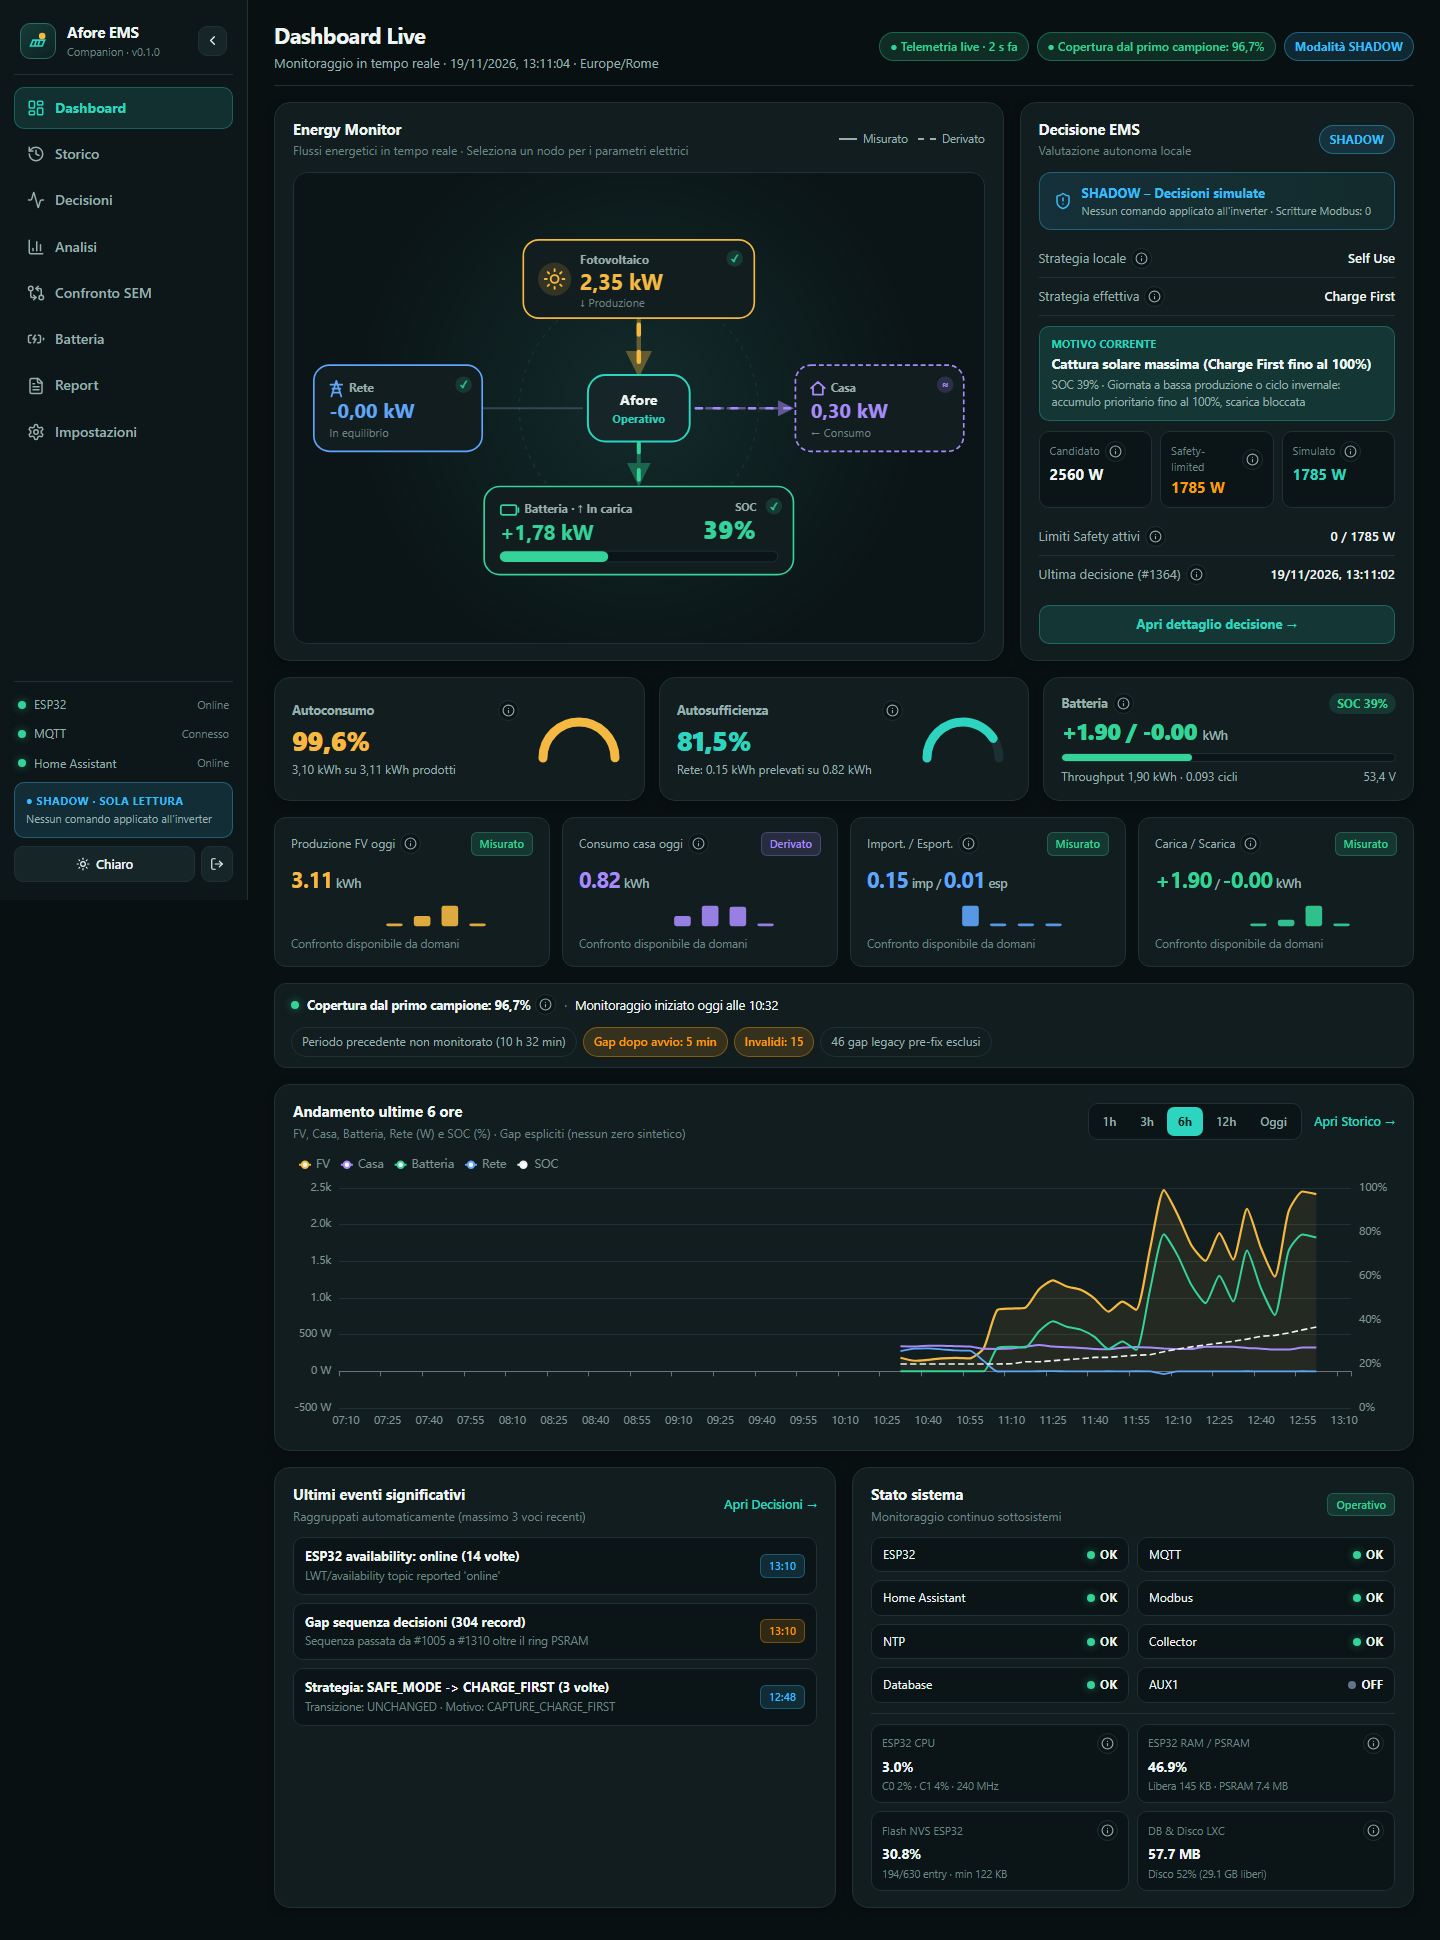 Afore EMS
Companion · v0.1.0
Dashboard
Storico
Decisioni
Analisi
Confronto SEM
Batteria
Report
Impostazioni
ESP32 Online
MQTT Connesso
Home Assistant Online
● SHADOW · SOLA LETTURA
Nessun comando applicato all'inverter
Chiaro
Dashboard Live
Monitoraggio in tempo reale · 19/11/2026, 13:11:04 · Europe/Rome
● Telemetria live · 2 s fa
● Copertura dal primo campione: 96,7%
Modalità SHADOW
Energy Monitor
Flussi energetici in tempo reale · Seleziona un nodo per i parametri elettrici
Misurato
Derivato
Fotovoltaico ✓
2,35 kW
↓ Produzione
Rete ✓
-0,00 kW
In equilibrio
Afore
Operativo
Casa ≈
0,30 kW
← Consumo
Batteria · ↑ In carica
+1,78 kW
SOC ✓
39%
Decisione EMS
Valutazione autonoma locale
SHADOW
SHADOW – Decisioni simulate
Nessun comando applicato all'inverter · Scritture Modbus: 0
Strategia locale Self Use
Strategia effettiva Charge First
MOTIVO CORRENTE
Cattura solare massima (Charge First fino al 100%)
SOC 39% · Giornata a bassa produzione o ciclo invernale:
accumulo prioritario fino al 100%, scarica bloccata
Candidato
2560 W
Safety-
limited
1785 W
Simulato
1785 W
Limiti Safety attivi 0 / 1785 W
Ultima decisione (#1364) 19/11/2026, 13:11:02
Apri dettaglio decisione →
Autoconsumo
99,6%
3,10 kWh su 3,11 kWh prodotti
Autosufficienza
81,5%
Rete: 0.15 kWh prelevati su 0.82 kWh
Batteria SOC 39%
+1.90 / -0.00 kWh
Throughput 1,90 kWh · 0.093 cicli 53,4 V
Produzione FV oggi Misurato
3.11 kWh
Confronto disponibile da domani
Consumo casa oggi Derivato
0.82 kWh
Confronto disponibile da domani
Import. / Esport. Misurato
0.15 imp / 0.01 esp
Confronto disponibile da domani
Carica / Scarica Misurato
+1.90 / -0.00 kWh
Confronto disponibile da domani
Copertura dal primo campione: 96,7% · Monitoraggio iniziato oggi alle 10:32
Periodo precedente non monitorato (10 h 32 min)
Gap dopo avvio: 5 min
Invalidi: 15
46 gap legacy pre-fix esclusi
Andamento ultime 6 ore
FV, Casa, Batteria, Rete (W) e SOC (%) · Gap espliciti (nessun zero sintetico)
1h 3h 6h 12h Oggi
Apri Storico →
FV Casa Batteria Rete SOC
2.5k 100%
2.0k 80%
1.5k 60%
1.0k 40%
500 W
0 W 20%
-500 W 0%
07:10 07:25 07:40 07:55 08:10 08:25 08:40 08:55 09:10 09:25 09:40 09:55 10:10 10:25 10:40 10:55 11:10 11:25 11:40 11:55 12:10 12:25 12:40 12:55 13:10
Ultimi eventi significativi
Raggruppati automaticamente (massimo 3 voci recenti)
Apri Decisioni →
ESP32 availability: online (14 volte)
LWT/availability topic reported 'online'
13:10
Gap sequenza decisioni (304 record)
Sequenza passata da #1005 a #1310 oltre il ring PSRAM
13:10
Strategia: SAFE_MODE -> CHARGE_FIRST (3 volte)
Transizione: UNCHANGED · Motivo: CAPTURE_CHARGE_FIRST
12:48
Stato sistema
Monitoraggio continuo sottosistemi
Operativo
ESP32 OK
MQTT OK
Home Assistant OK
Modbus OK
NTP OK
Collector OK
Database OK
AUX1 OFF
ESP32 CPU
3.0%
C0 2% · C1 4% · 240 MHz
ESP32 RAM / PSRAM
46.9%
Libera 145 KB · PSRAM 7.4 MB
Flash NVS ESP32
30.8%
194/630 entry · min 122 KB
DB & Disco LXC
57.7 MB
Disco 52% (29.1 GB liberi)